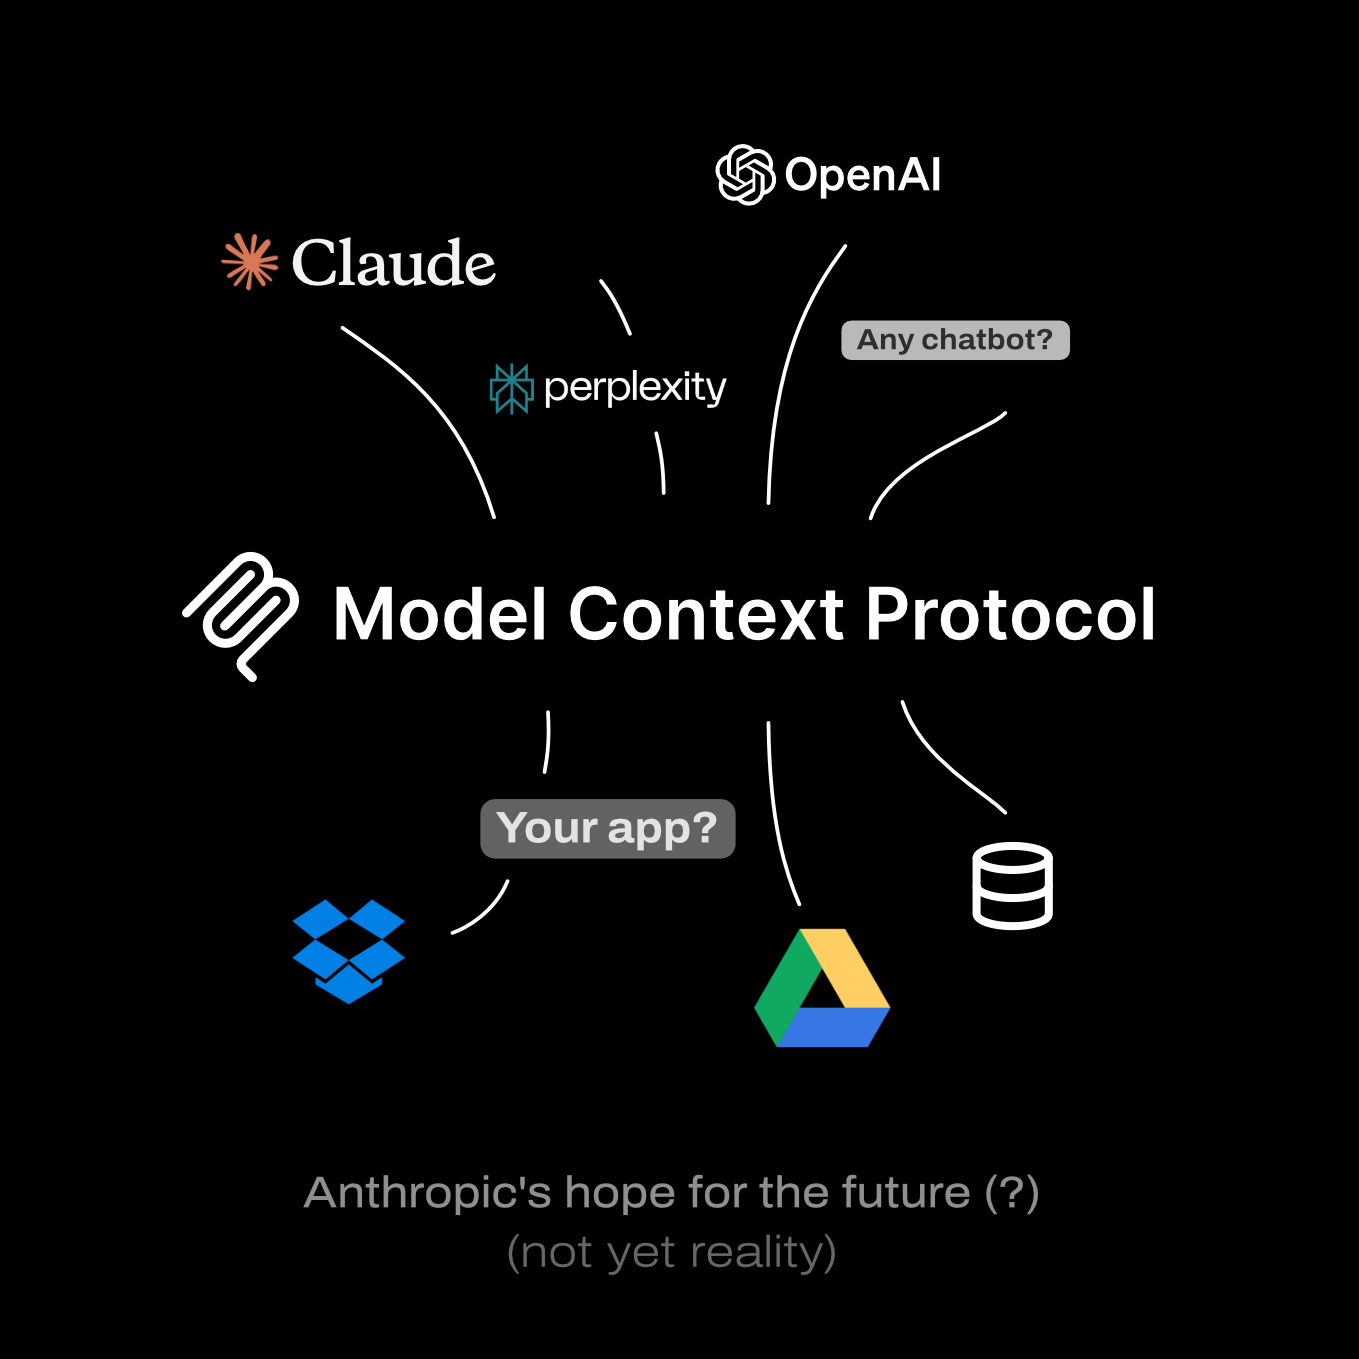 OpenAI
Claude
Any chatbot?
perplexity
Model Context Protocol
Your app?
Anthropic's hope for the future (?)
(not yet reality)